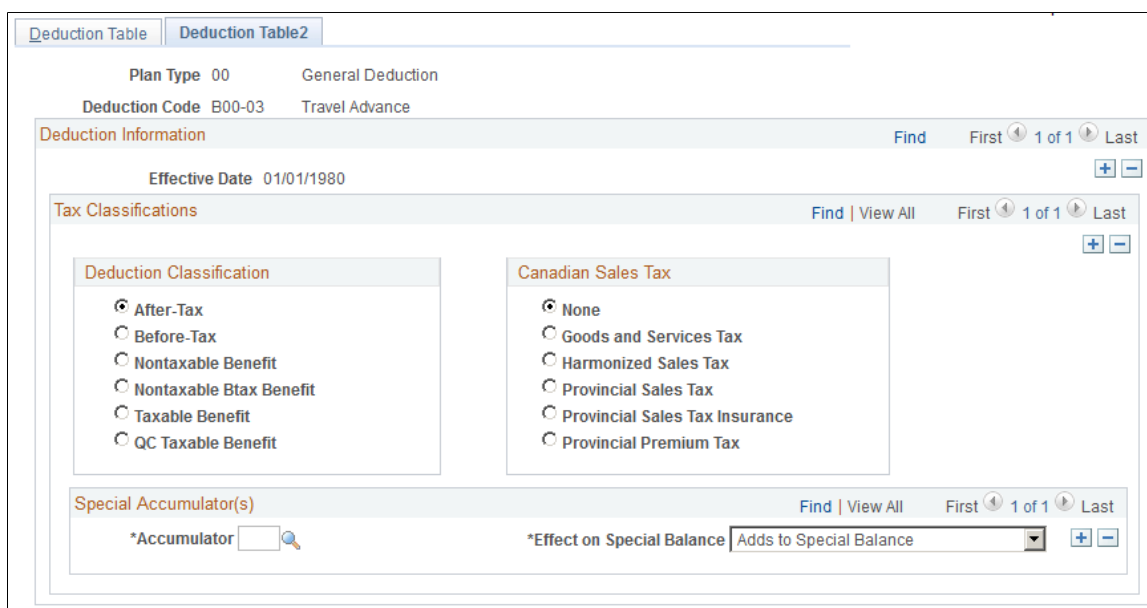 Deduction Table Deduction Table2
Plan Type 00 General Deduction
Deduction Code B00-03 Travel Advance
Deduction Information Find First 1 of 1 Last
Effective Date 01/01/1980
Tax Classifications Find | View All First 1 of 1 Last
Deduction Classification
After-Tax
Before-Tax
Nontaxable Benefit
Nontaxable Btax Benefit
Taxable Benefit
QC Taxable Benefit
Canadian Sales Tax
None
Goods and Services Tax
Harmonized Sales Tax
Provincial Sales Tax
Provincial Sales Tax Insurance
Provincial Premium Tax
Special Accumulator(s) Find | View All First 1 of 1 Last
*Accumulator *Effect on Special Balance Adds to Special Balance